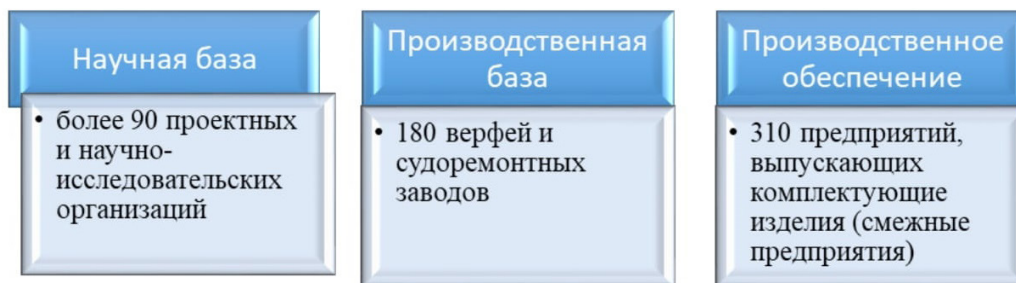 Научная база
• более 90 проектных
и научно-
исследовательских
организаций
Производственная
база
• 180 верфей и
судоремонтных
заводов
Производственное
обеспечение
• 310 предприятий,
выпускающих
комплектующие
изделия (смежные
предприятия)